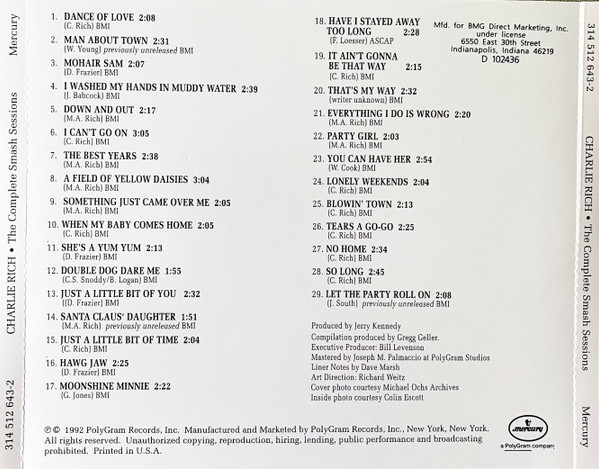 1. DANCE OF LOVE 2:08
(C. Rich) BMI
2. MAN ABOUT TOWN 2:31
(W. Young) previously unreleased BMI
3. MOHAIR SAM 2:07
(D. Frazier) BMI
4. I WASHED MY HANDS IN MUDDY WATER 2:39
(J. Babcock) BMI
5. DOWN AND OUT 2:17
(M.A. Rich) BMI
6. I CAN'T GO ON 3:05
(C. Rich) BMI
7. THE BEST YEARS 2:38
(M.A. Rich) BMI
8. A FIELD OF YELLOW DAISIES 3:04
(M.A. Rich) BMI
9. SOMETHING JUST CAME OVER ME 2:05
(M.A. Rich) BMI
10. WHEN MY BABY COMES HOME 2:05
(C. Rich) BMI
11. SHE'S A YUM YUM 2:13
(D. Frazier) BMI
12. DOUBLE DOG DARE ME 1:55
(C.S. Snoddy/B. Logan) BMI
13. JUST A LITTLE BIT OF YOU 2:32
((D. Frazier) BMI
14. SANTA CLAUS' DAUGHTER 1:51
(M.A. Rich) previously unreleased BMI
15. JUST A LITTLE BIT OF TIME 2:04
(C. Rich) BMI
16. HAWG JAW 2:25
(D. Frazier) BMI
17. MOONSHINE MINNIE 2:22
(G. Jones) BMI
18. HAVE I STAYED AWAY
TOO LONG 2:28
(F. Loesser) ASCAP
19. IT AIN'T GONNA
BE THAT WAY 2:15
(C. Rich) BMI
20. THAT'S MY WAY 2:32
(writer unknown) BMI
21. EVERYTHING I DO IS WRONG 2:20
(M.A. Rich) BMI
22. PARTY GIRL 2:03
(M.A. Rich) BMI
23. YOU CAN HAVE HER 2:54
(W. Cook) BMI
24. LONELY WEEKENDS 2:04
(C. Rich) BMI
25. BLOWIN' TOWN 2:13
(C. Rich) BMI
26. TEARS A GO-GO 2:25
(C. Rich) BMI
27. NO HOME 2:34
(C. Rich) BMI
28. SO LONG 2:45
(C. Rich) BMI
29. LET THE PARTY ROLL ON 2:08
(J. South) previously unreleased BMI
Mfd. for BMG Direct Marketing, Inc.
under license
6550 East 30th Street
Indianapolis, Indiana 46219
D 102436
Produced by Jerry Kennedy
Compilation produced by Gregg Geller.
Executive Producer: Bill Levenson
Mastered by Joseph M. Palmaccio at PolyGram Studios
Liner Notes by Dave Marsh
Art Direction: Richard Weitz
Cover photo courtesy Michael Ochs Archives
Inside photo courtesy Colin Escott
℗© 1992 PolyGram Records, Inc. Manufactured and Marketed by PolyGram Records, Inc., New York, New York.
All rights reserved. Unauthorized copying, reproduction, hiring, lending, public performance and broadcasting
prohibited. Printed in U.S.A.
mercury
a PolyGram company
314 512 643-2 CHARLIE RICH • The Complete Smash Sessions Mercury
314 512 643-2 CHARLIE RICH • The Complete Smash Sessions Mercury